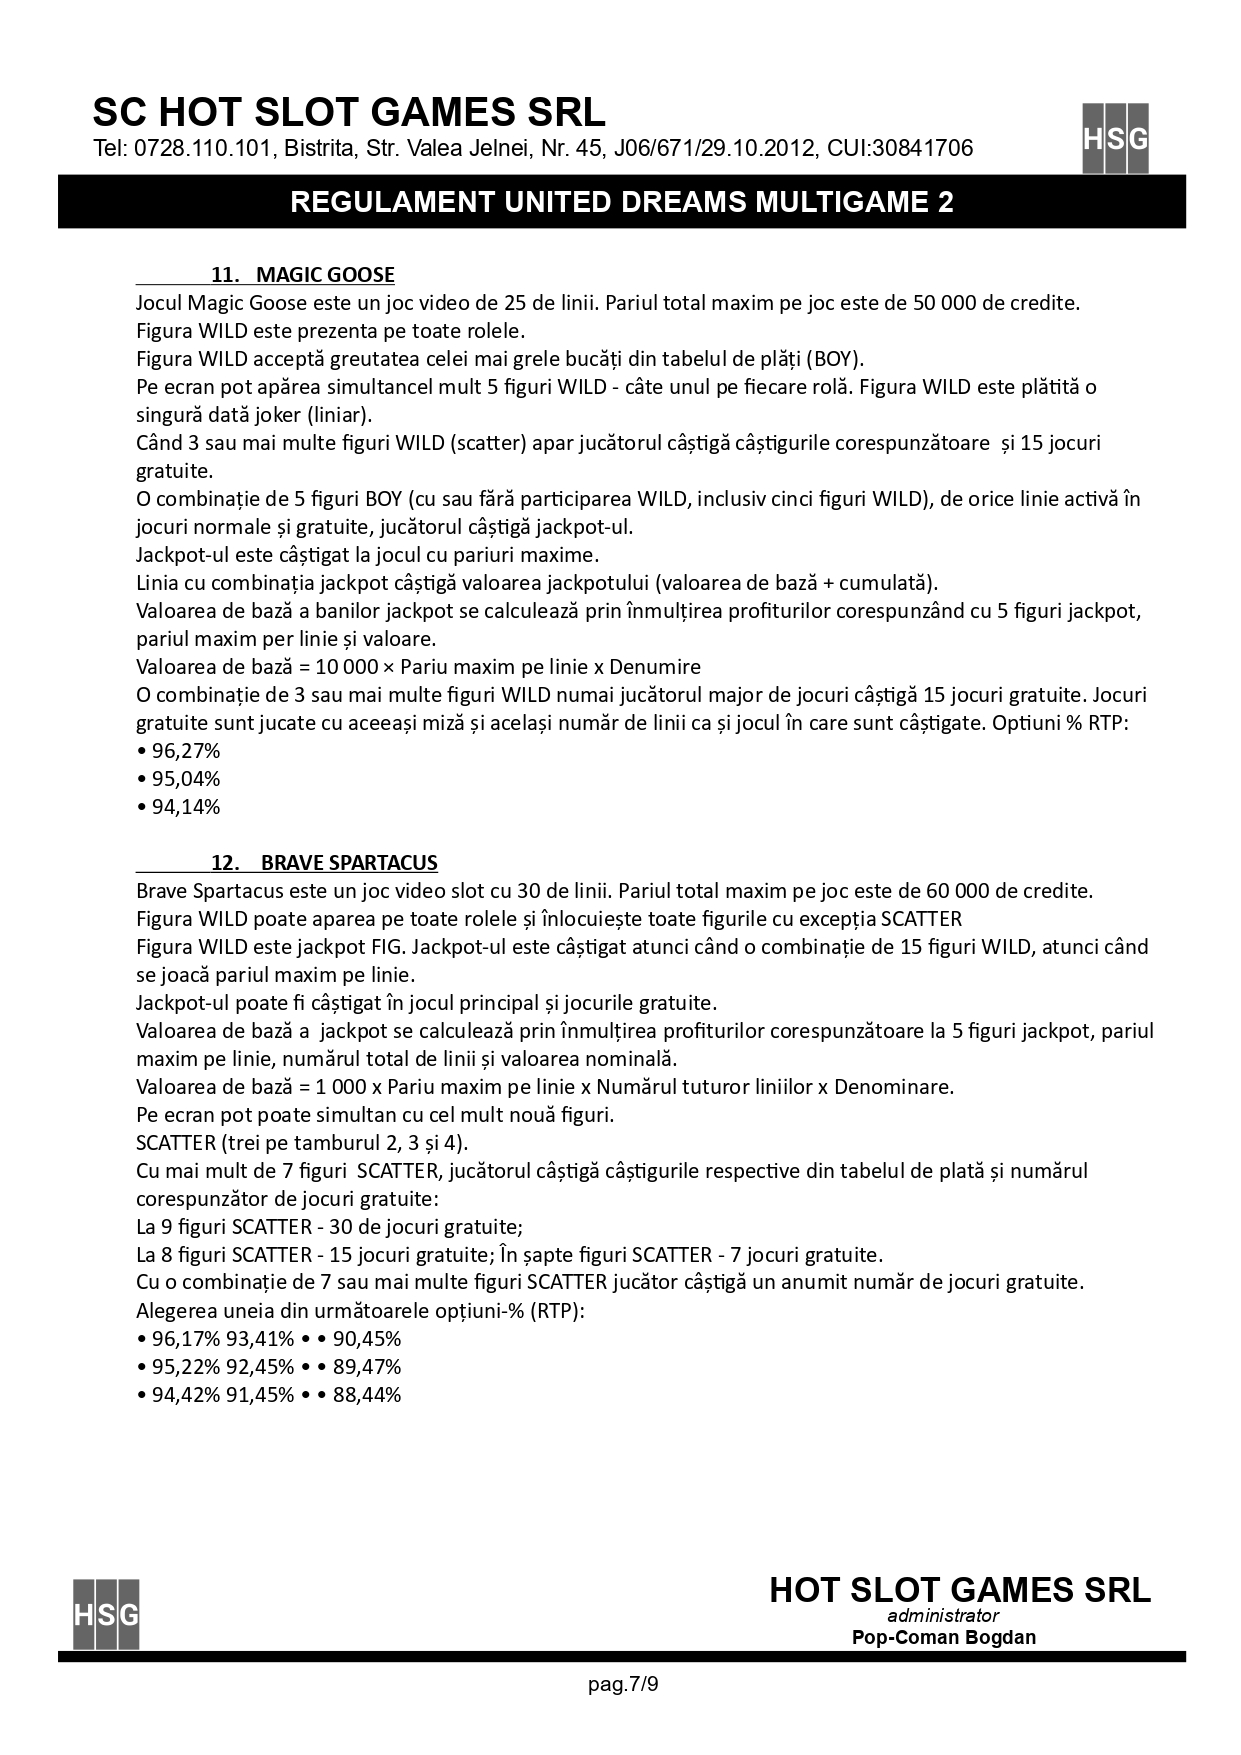 SC HOT SLOT GAMES SRL
Tel: 0728.110.101, Bistrita, Str. Valea Jelnei, Nr. 45, J06/671/29.10.2012, CUI:30841706
HSG
REGULAMENT UNITED DREAMS MULTIGAME 2
11. MAGIC GOOSE
Jocul Magic Goose este un joc video de 25 de linii. Pariul total maxim pe joc este de 50 000 de credite.
Figura WILD este prezenta pe toate rolele.
Figura WILD acceptă greutatea celei mai grele bucăți din tabelul de plăți (BOY).
Pe ecran pot apărea simultancel mult 5 figuri WILD - câte unul pe fiecare rolă. Figura WILD este plătită o
singură dată joker (liniar).
Când 3 sau mai multe figuri WILD (scatter) apar jucătorul câștigă câștigurile corespunzătoare  și 15 jocuri
gratuite.
O combinație de 5 figuri BOY (cu sau fără participarea WILD, inclusiv cinci figuri WILD), de orice linie activă în
jocuri normale și gratuite, jucătorul câștigă jackpot-ul.
Jackpot-ul este câștigat la jocul cu pariuri maxime.
Linia cu combinația jackpot câștigă valoarea jackpotului (valoarea de bază + cumulată).
Valoarea de bază a banilor jackpot se calculează prin înmulțirea profiturilor corespunzând cu 5 figuri jackpot,
pariul maxim per linie și valoare.
Valoarea de bază = 10 000 × Pariu maxim pe linie x Denumire
O combinație de 3 sau mai multe figuri WILD numai jucătorul major de jocuri câștigă 15 jocuri gratuite. Jocuri
gratuite sunt jucate cu aceeași miză și același număr de linii ca și jocul în care sunt câștigate. Optiuni % RTP:
• 96,27%
• 95,04%
• 94,14%
12. BRAVE SPARTACUS
Brave Spartacus este un joc video slot cu 30 de linii. Pariul total maxim pe joc este de 60 000 de credite.
Figura WILD poate aparea pe toate rolele și înlocuiește toate figurile cu excepția SCATTER
Figura WILD este jackpot FIG. Jackpot-ul este câștigat atunci când o combinație de 15 figuri WILD, atunci când
se joacă pariul maxim pe linie.
Jackpot-ul poate fi câștigat în jocul principal și jocurile gratuite.
Valoarea de bază a  jackpot se calculează prin înmulțirea profiturilor corespunzătoare la 5 figuri jackpot, pariul
maxim pe linie, numărul total de linii și valoarea nominală.
Valoarea de bază = 1 000 x Pariu maxim pe linie x Numărul tuturor liniilor x Denominare.
Pe ecran pot poate simultan cu cel mult nouă figuri.
SCATTER (trei pe tamburul 2, 3 și 4).
Cu mai mult de 7 figuri  SCATTER, jucătorul câștigă câștigurile respective din tabelul de plată și numărul
corespunzător de jocuri gratuite:
La 9 figuri SCATTER - 30 de jocuri gratuite;
La 8 figuri SCATTER - 15 jocuri gratuite; În șapte figuri SCATTER - 7 jocuri gratuite.
Cu o combinație de 7 sau mai multe figuri SCATTER jucător câștigă un anumit număr de jocuri gratuite.
Alegerea uneia din următoarele opțiuni-% (RTP):
• 96,17% 93,41% • • 90,45%
• 95,22% 92,45% • • 89,47%
• 94,42% 91,45% • • 88,44%
HSG
HOT SLOT GAMES SRL
administrator
Pop-Coman Bogdan
pag.7/9